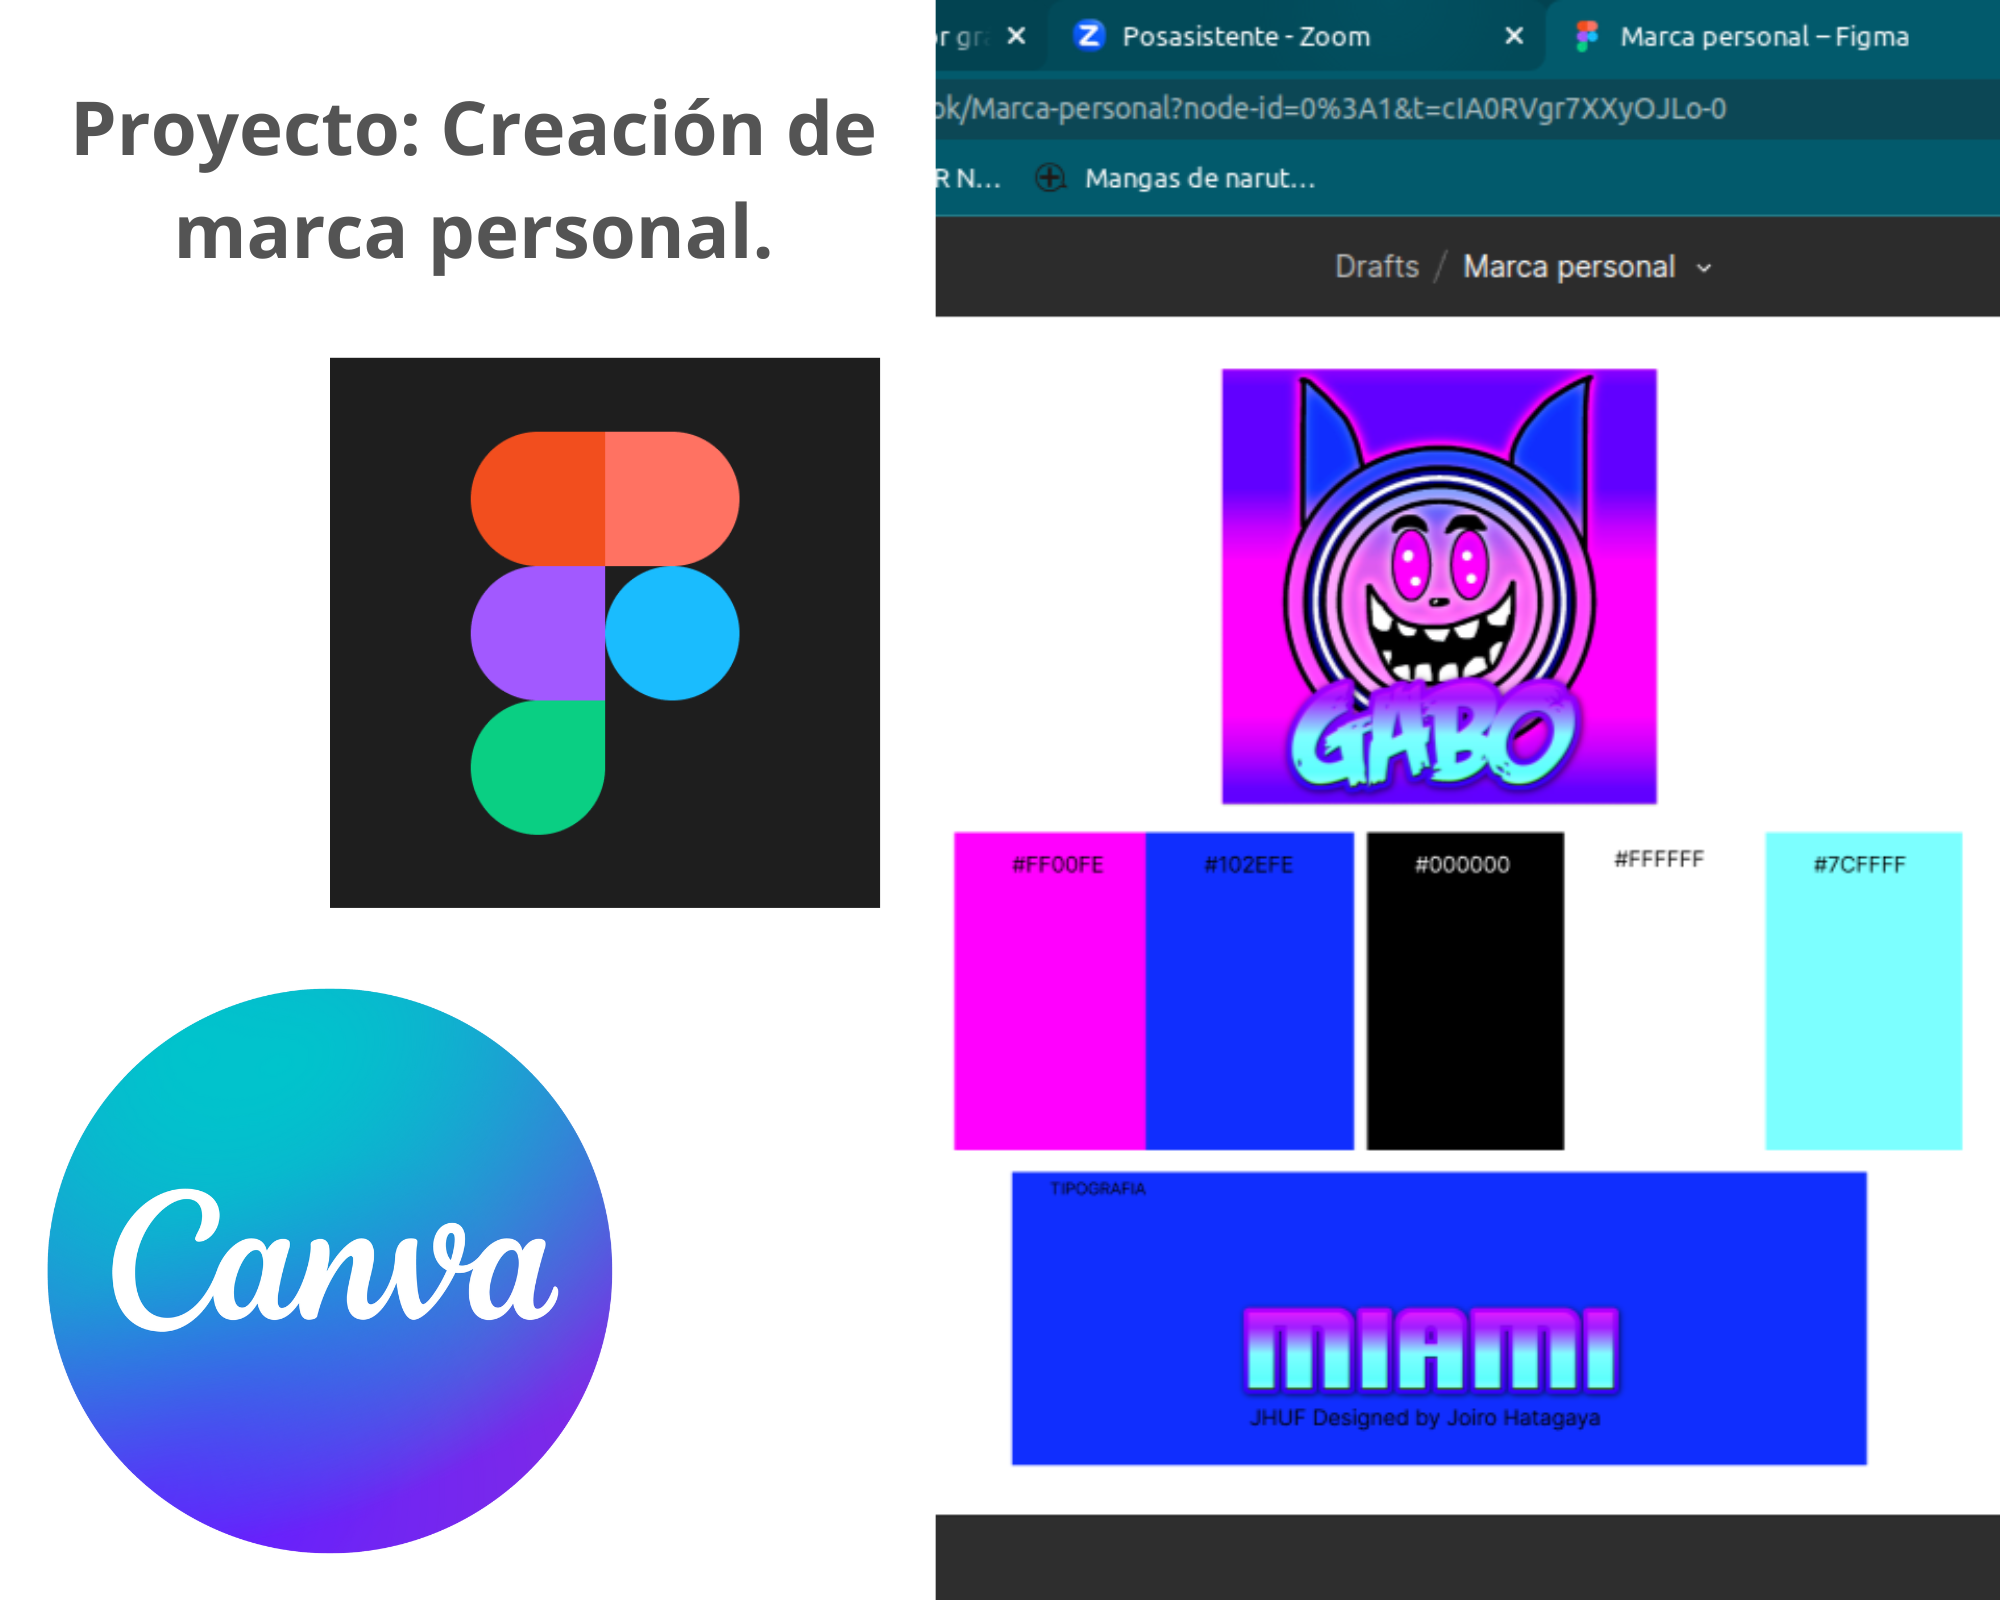 Proyecto: Creación de
marca personal.
Canva
Posasistente - Zoom
Marca personal – Figma
ok/Marca-personal?node-id=0%3A1&t=cIA0RVgr7XXyOJLo-0
R N...
Mangas de narut...
Drafts / Marca personal
GABO
#FF00FE
#102EFE
#000000
#FFFFFF
#7CFFFF
TIPOGRAFIA
MIAMI
JHUF Designed by Joiro Hatagaya